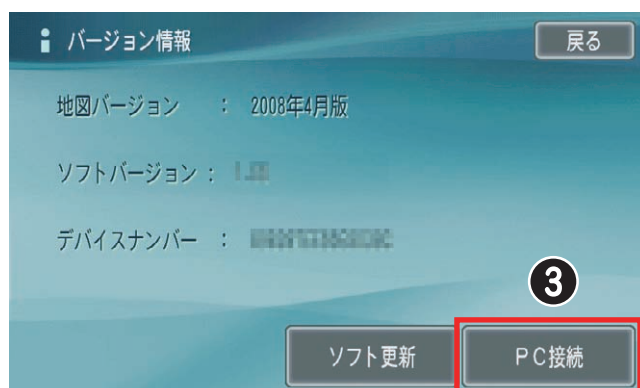 バージョン情報
戻る
地図バージョン : 2008年4月版
ソフトバージョン :
デバイスナンバー :
3
ソフト更新
PC接続